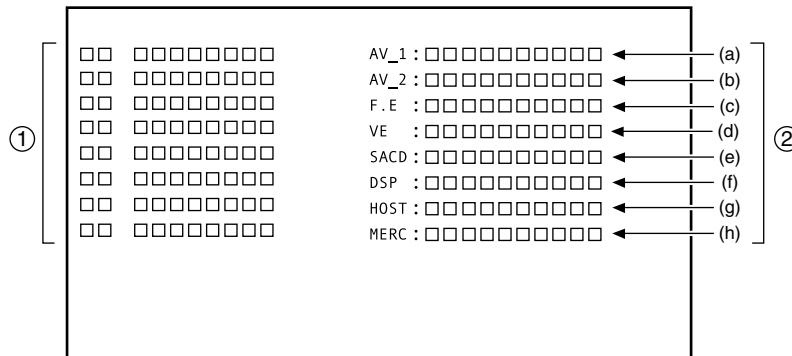 □□ □□□□□□□□ AV_1 : □□□□□□□□□□ (a)
□□ □□□□□□□□ AV_2 : □□□□□□□□□□ (b)
□□ □□□□□□□□ F.E : □□□□□□□□□□ (c)
① □□ □□□□□□□□ VE : □□□□□□□□□□ (d) ②
□□ □□□□□□□□ SACD : □□□□□□□□□□ (e)
□□ □□□□□□□□ DSP : □□□□□□□□□□ (f)
□□ □□□□□□□□ HOST : □□□□□□□□□□ (g)
□□ □□□□□□□□ MERC : □□□□□□□□□□ (h)